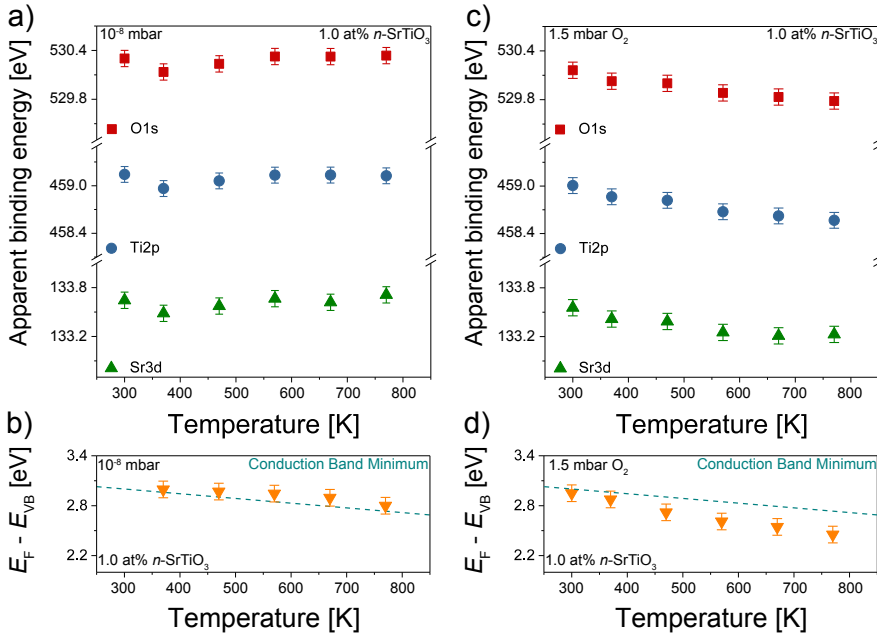 a)
10⁻⁸ mbar
1.0 at% n-SrTiO₃
Apparent binding energy [eV]
530.4
529.8
459.0
458.4
133.8
133.2
O1s
Ti2p
Sr3d
300 400 500 600 700 800
Temperature [K]
b)
10⁻⁸ mbar
Conduction Band Minimum
E_F - E_VB [eV]
3.4
2.8
2.2
1.0 at% n-SrTiO₃
300 400 500 600 700 800
Temperature [K]
c)
1.5 mbar O₂
1.0 at% n-SrTiO₃
Apparent binding energy [eV]
530.4
529.8
459.0
458.4
133.8
133.2
O1s
Ti2p
Sr3d
300 400 500 600 700 800
Temperature [K]
d)
1.5 mbar O₂
Conduction Band Minimum
E_F - E_VB [eV]
3.4
2.8
2.2
1.0 at% n-SrTiO₃
300 400 500 600 700 800
Temperature [K]